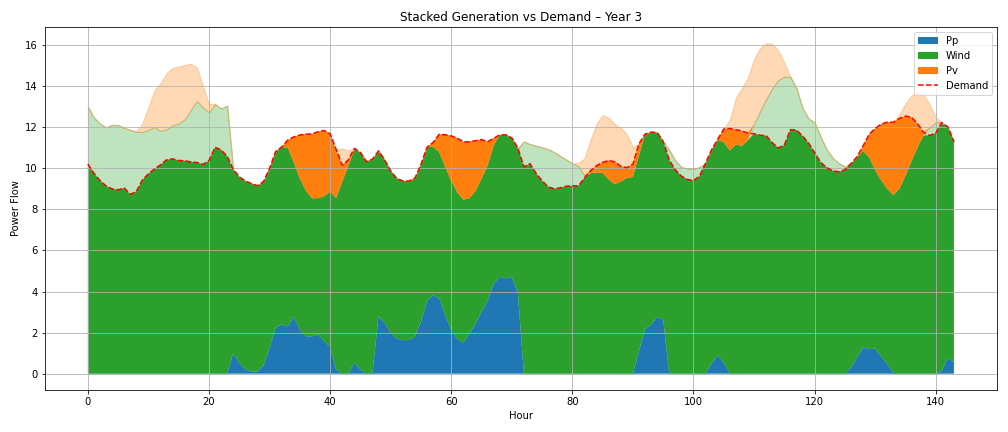 Stacked Generation vs Demand – Year 3
Pp
Wind
Pv
Demand
Power Flow
16
14
12
10
8
6
4
2
0
0 20 40 60 80 100 120 140
Hour